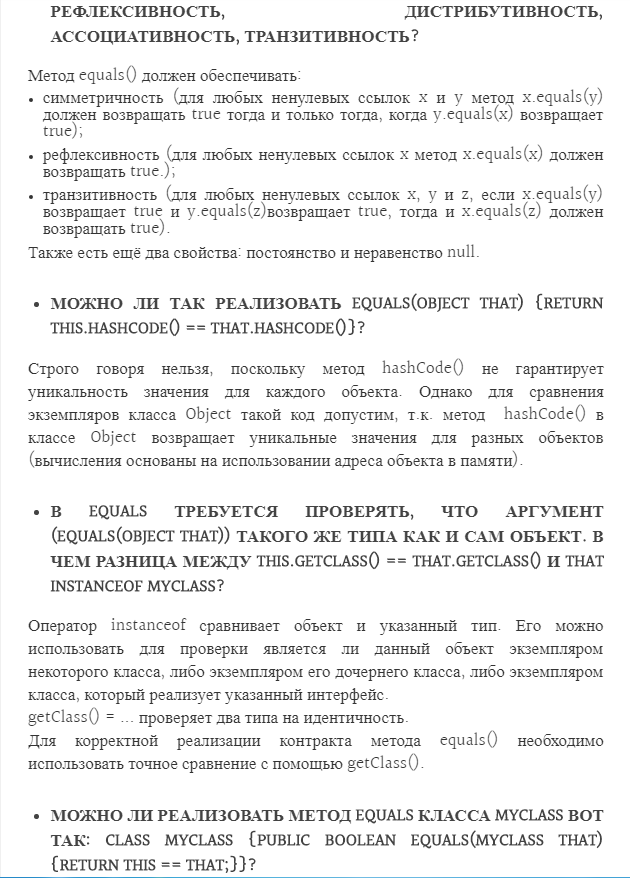 РЕФЛЕКСИВНОСТЬ, ДИСТРИБУТИВНОСТЬ,
АССОЦИАТИВНОСТЬ, ТРАНЗИТИВНОСТЬ?
Метод equals() должен обеспечивать:
• симметричность (для любых ненулевых ссылок x и y метод x.equals(y)
должен возвращать true тогда и только тогда, когда y.equals(x) возвращает
true);
• рефлексивность (для любых ненулевых ссылок x метод x.equals(x) должен
возвращать true.);
• транзитивность (для любых ненулевых ссылок x, y и z, если x.equals(y)
возвращает true и y.equals(z)возвращает true, тогда и x.equals(z) должен
возвращать true).
Также есть ещё два свойства: постоянство и неравенство null.
• МОЖНО ЛИ ТАК РЕАЛИЗОВАТЬ EQUALS(OBJECT THAT) {RETURN
THIS.HASHCODE() == THAT.HASHCODE()}?
Строго говоря нельзя, поскольку метод hashCode() не гарантирует
уникальность значения для каждого объекта. Однако для сравнения
экземпляров класса Object такой код допустим, т.к. метод hashCode() в
классе Object возвращает уникальные значения для разных объектов
(вычисления основаны на использовании адреса объекта в памяти).
• В EQUALS ТРЕБУЕТСЯ ПРОВЕРЯТЬ, ЧТО АРГУМЕНТ
(EQUALS(OBJECT THAT)) ТАКОГО ЖЕ ТИПА КАК И САМ ОБЪЕКТ. В
ЧЕМ РАЗНИЦА МЕЖДУ THIS.GETCLASS() == THAT.GETCLASS() И THAT
INSTANCEOF MYCLASS?
Оператор instanceof сравнивает объект и указанный тип. Его можно
использовать для проверки является ли данный объект экземпляром
некоторого класса, либо экземпляром его дочернего класса, либо экземпляром
класса, который реализует указанный интерфейс.
getClass() = ... проверяет два типа на идентичность.
Для корректной реализации контракта метода equals() необходимо
использовать точное сравнение с помощью getClass().
• МОЖНО ЛИ РЕАЛИЗОВАТЬ МЕТОД EQUALS КЛАССА MYCLASS ВОТ
ТАК: CLASS MYCLASS {PUBLIC BOOLEAN EQUALS(MYCLASS THAT)
{RETURN THIS == THAT;}}?